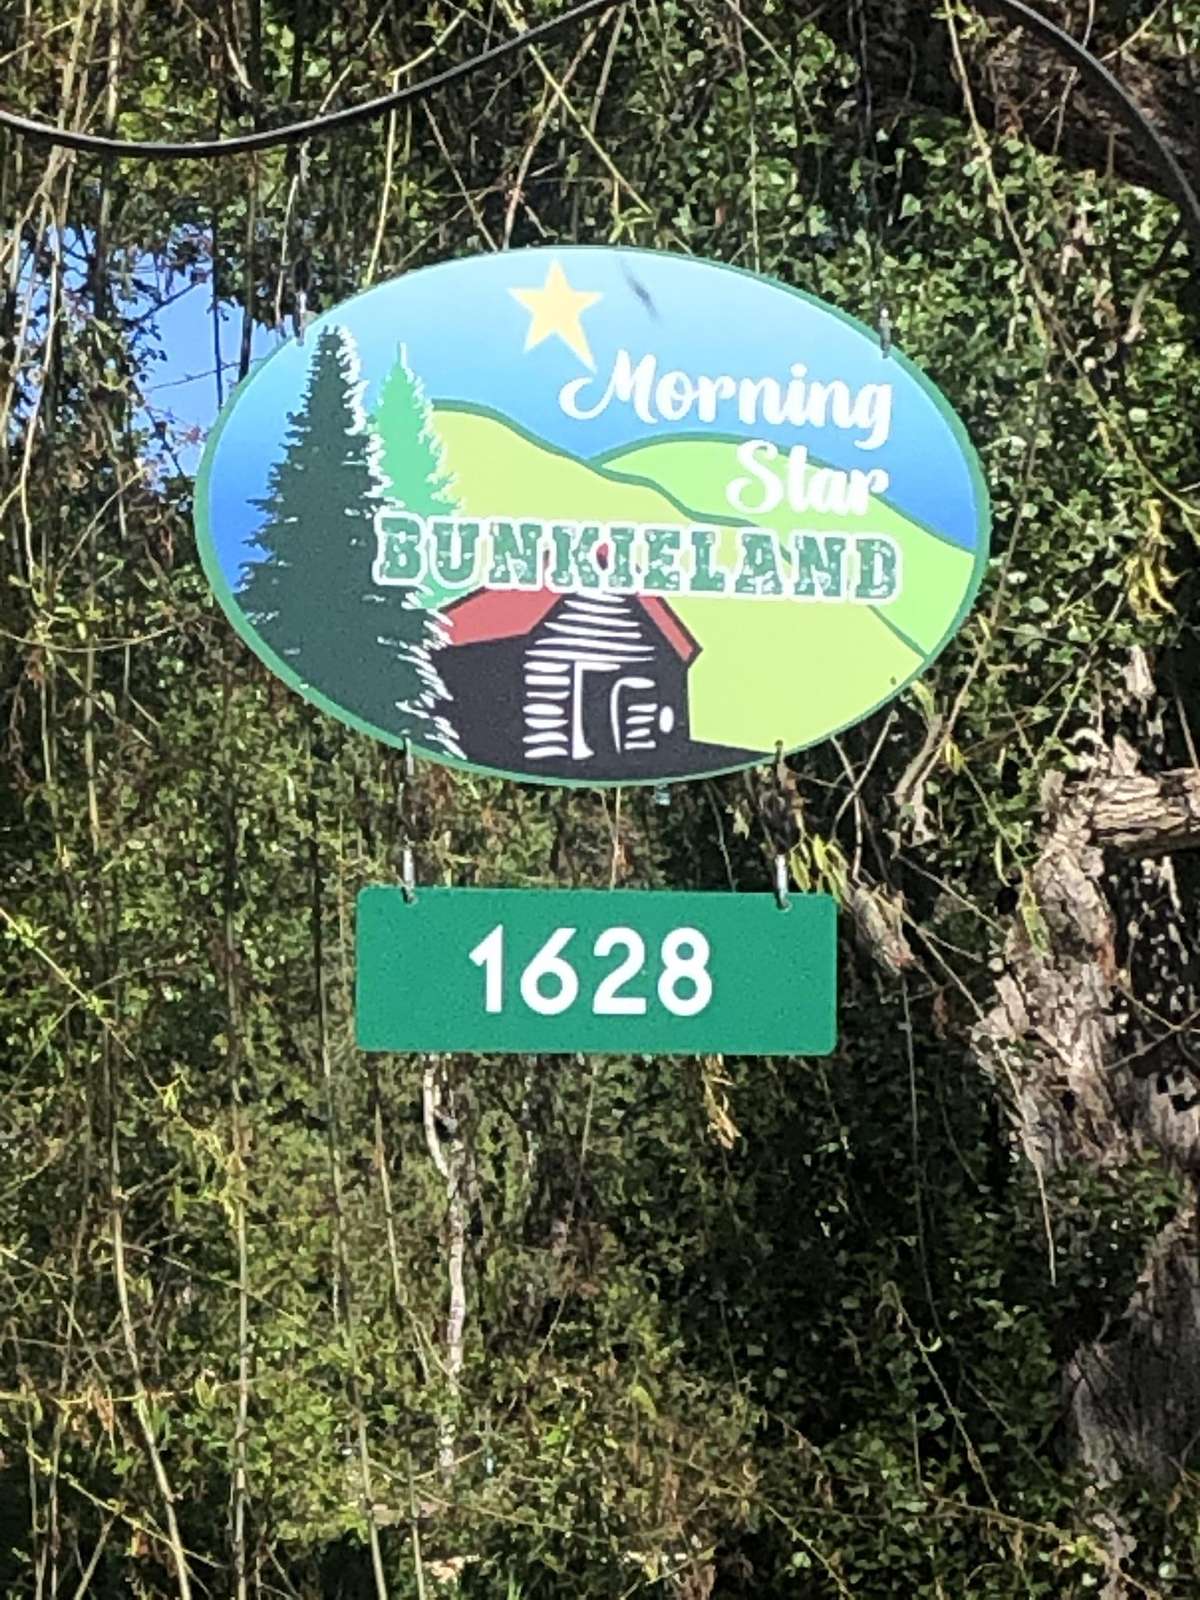 Morning
Star
BUNKIELAND
1628